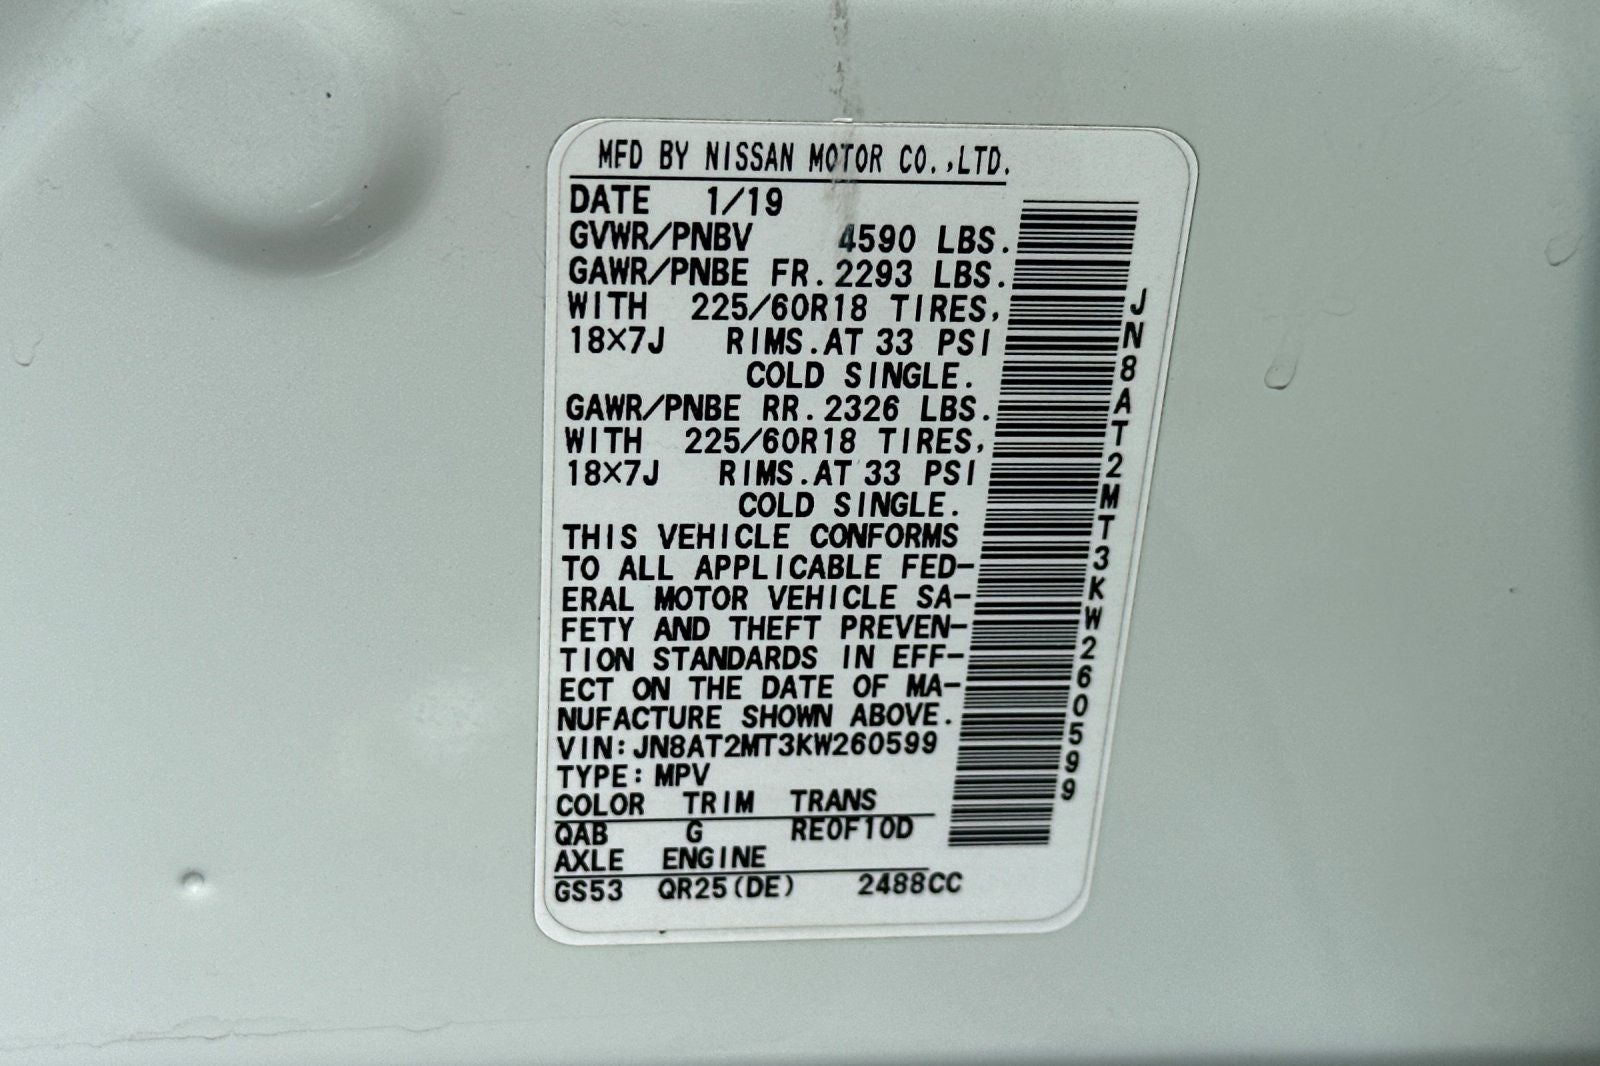 MFD BY NISSAN MOTOR CO.,LTD.
DATE 1/19
GVWR/PNBV 4590 LBS.
GAWR/PNBE FR.2293 LBS.
WITH 225/60R18 TIRES,
18×7J RIMS.AT 33 PSI
COLD SINGLE.
GAWR/PNBE RR.2326 LBS.
WITH 225/60R18 TIRES,
18×7J RIMS.AT 33 PSI
COLD SINGLE.
THIS VEHICLE CONFORMS
TO ALL APPLICABLE FED-
ERAL MOTOR VEHICLE SA-
FETY AND THEFT PREVEN-
TION STANDARDS IN EFF-
ECT ON THE DATE OF MA-
NUFACTURE SHOWN ABOVE.
VIN:JN8AT2MT3KW260599
TYPE:MPV
COLOR TRIM TRANS
QAB G RE0F10D
AXLE ENGINE
GS53 QR25(DE) 2488CC
JN8AT2MT3KW260599